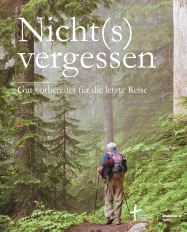 Nicht(s)
vergessen
Gut vorbereitet für die letzte Reise